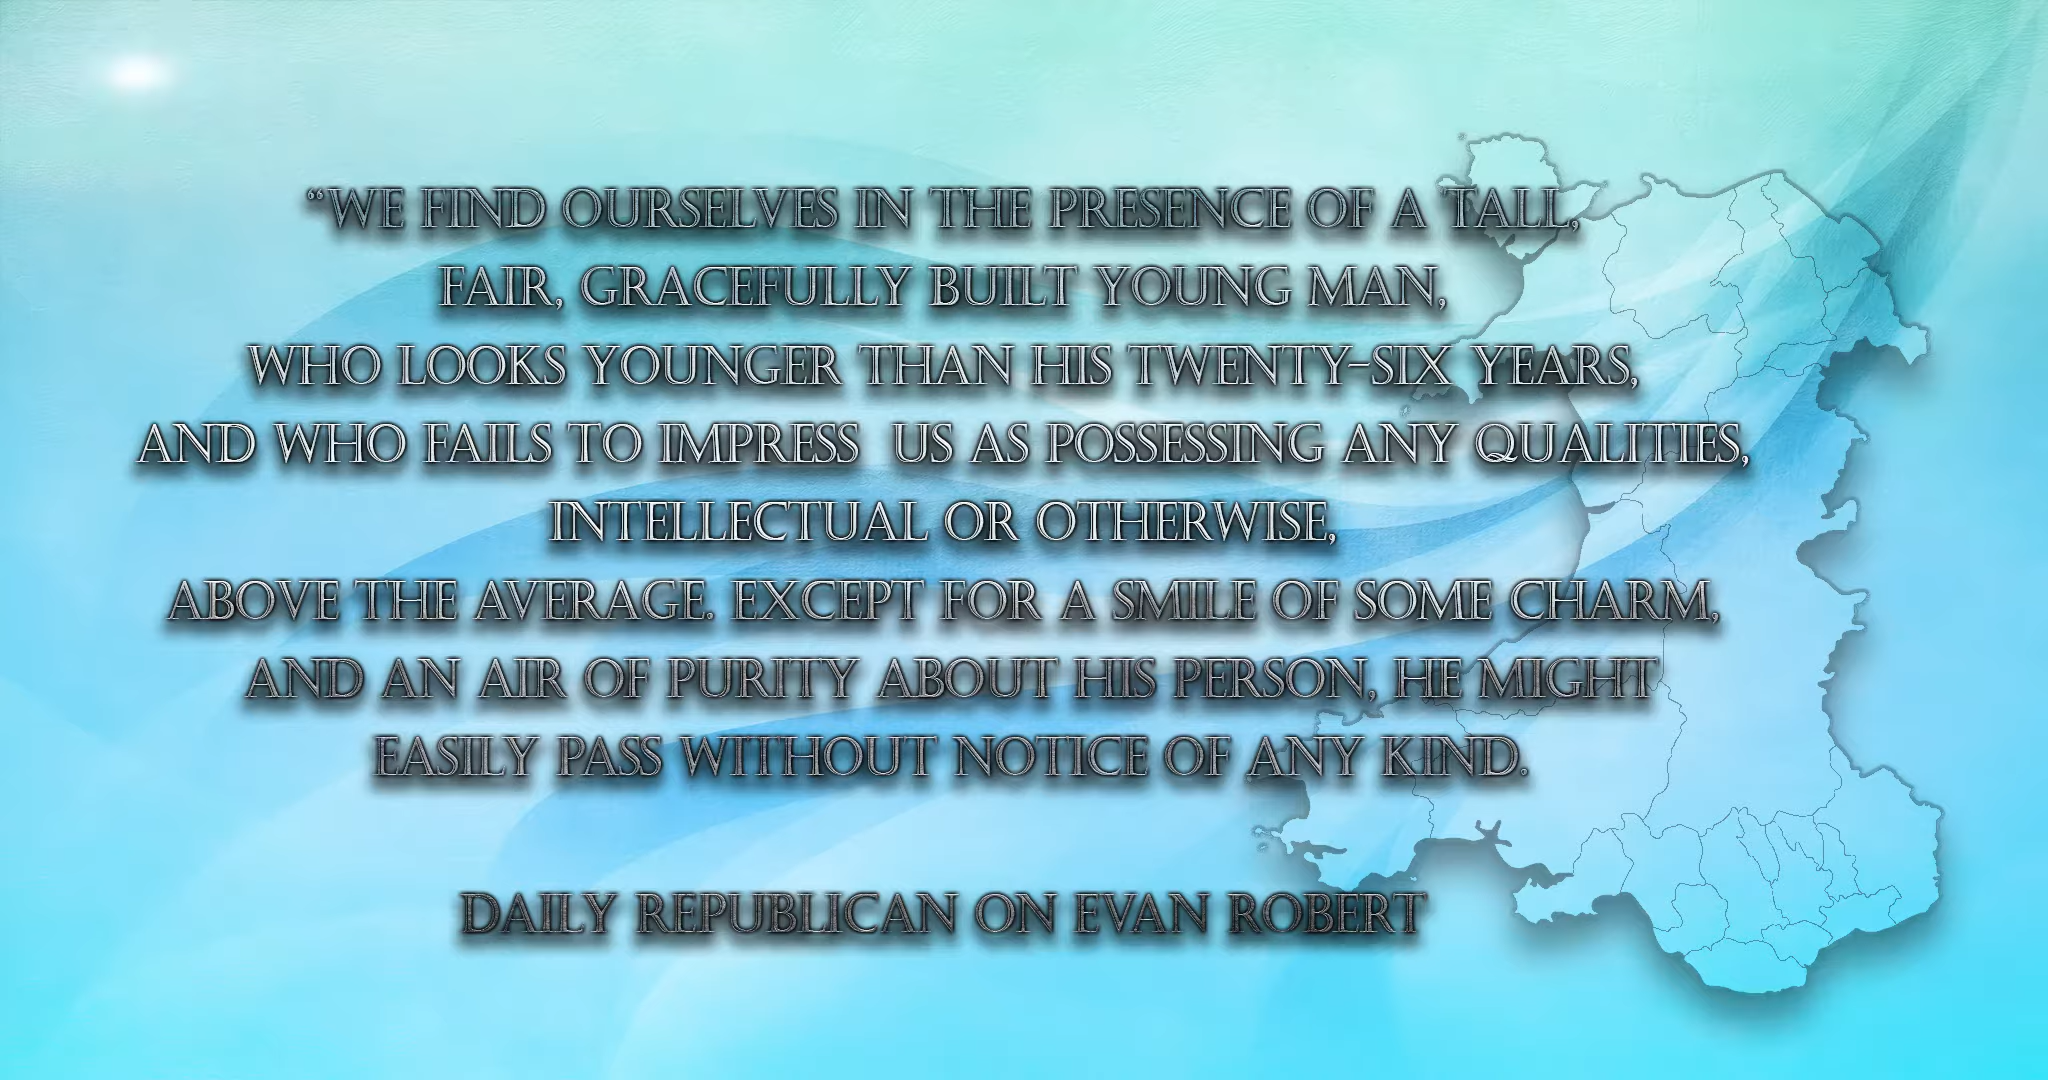 “WE FIND OURSELVES IN THE PRESENCE OF A TALL,
FAIR, GRACEFULLY BUILT YOUNG MAN,
WHO LOOKS YOUNGER THAN HIS TWENTY-SIX YEARS,
AND WHO FAILS TO IMPRESS  US AS POSSESSING ANY QUALITIES,
INTELLECTUAL OR OTHERWISE,
ABOVE THE AVERAGE. EXCEPT FOR A SMILE OF SOME CHARM,
AND AN AIR OF PURITY ABOUT HIS PERSON, HE MIGHT
EASILY PASS WITHOUT NOTICE OF ANY KIND.
DAILY REPUBLICAN ON EVAN ROBERT